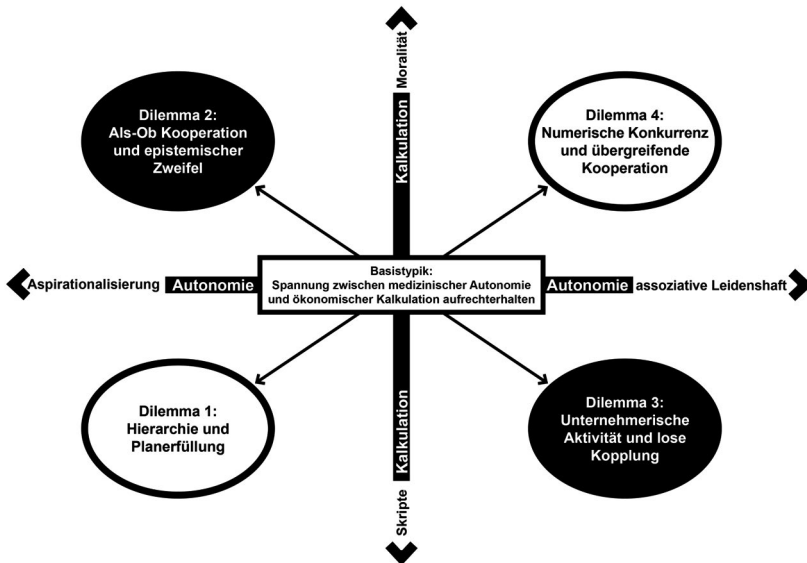 Moralität
Kalkulation
Dilemma 2:
Als-Ob Kooperation
und epistemischer
Zweifel
Dilemma 4:
Numerische Konkurrenz
und übergreifende
Kooperation
Aspirationalisierung
Autonomie
Basistypik:
Spannung zwischen medizinischer Autonomie
und ökonomischer Kalkulation aufrechterhalten
Autonomie
assoziative Leidenshaft
Dilemma 1:
Hierarchie und
Planerfüllung
Kalkulation
Skripte
Dilemma 3:
Unternehmerische
Aktivität und lose
Kopplung